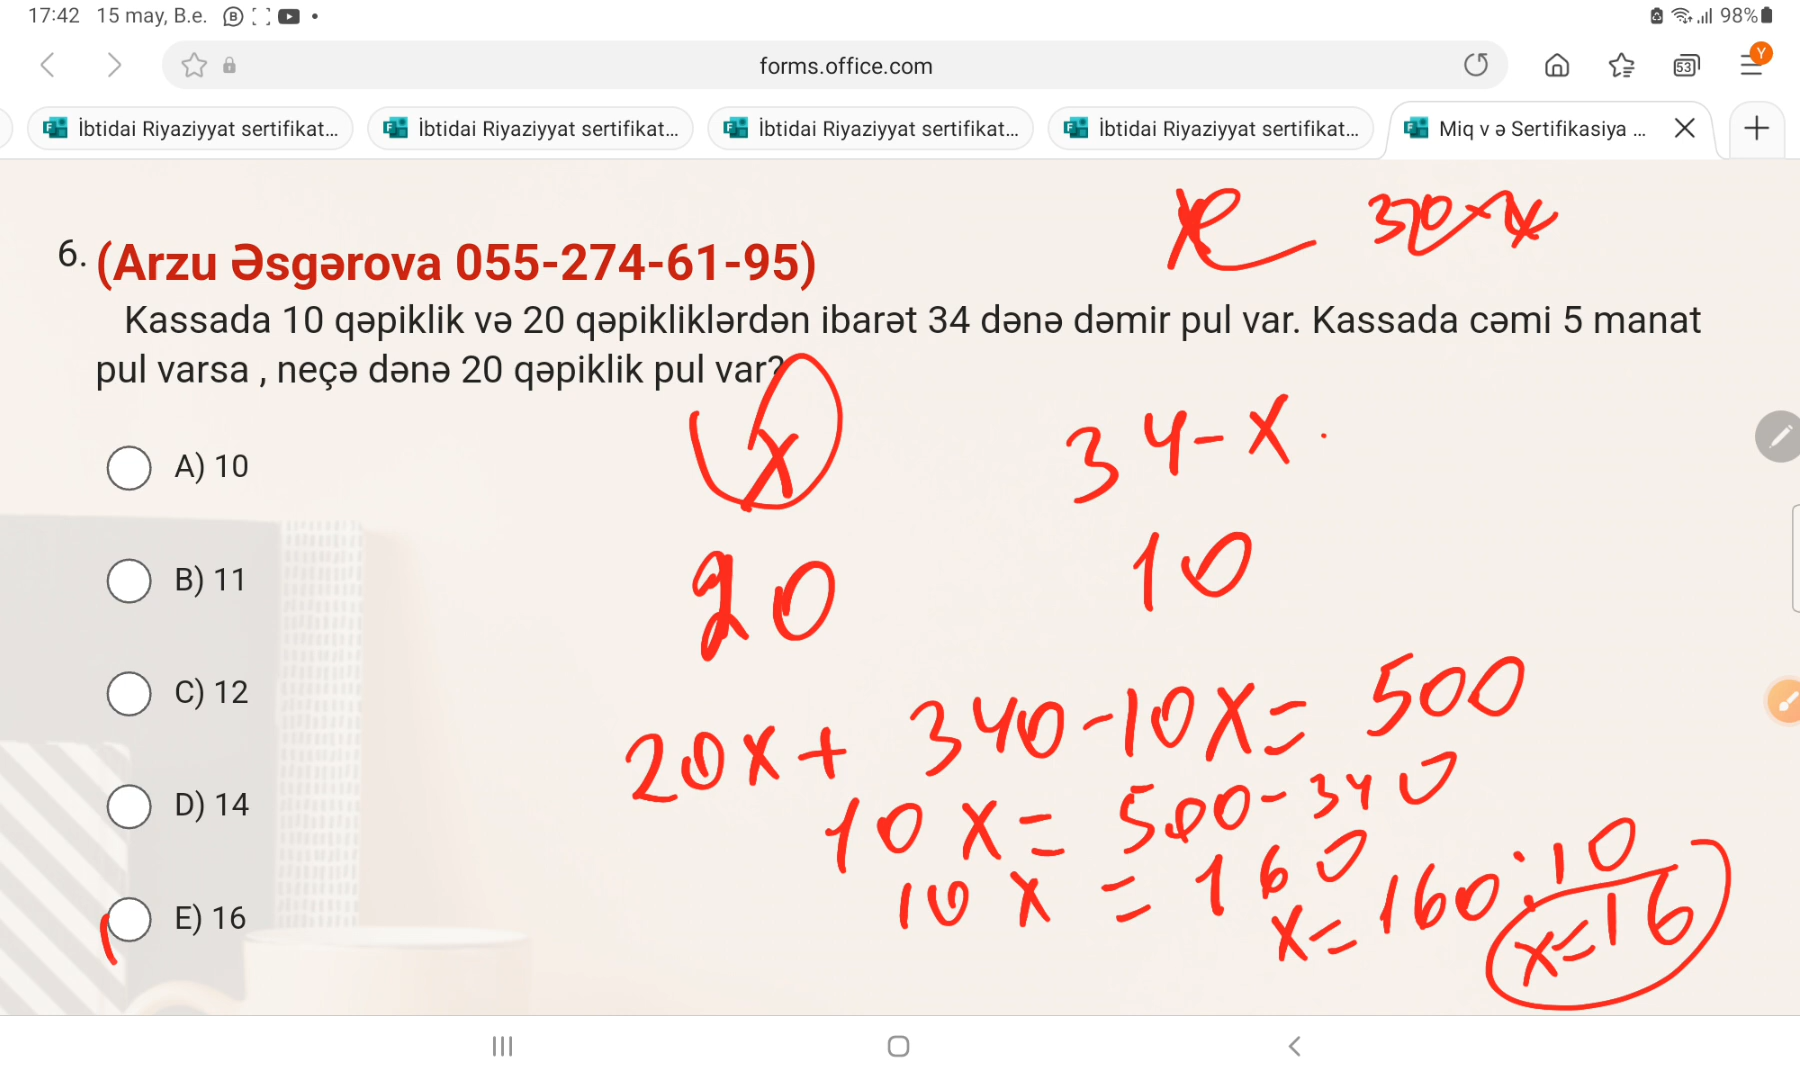 17:42 15 may, B.e. 98%
forms.office.com
53
Y
İbtidai Riyaziyyat sertifikat... İbtidai Riyaziyyat sertifikat... İbtidai Riyaziyyat sertifikat... İbtidai Riyaziyyat sertifikat... Miq v ə Sertifikasiya ...
6. (Arzu Əsgərova 055-274-61-95)
Kassada 10 qəpiklik və 20 qəpikliklərdən ibarət 34 dənə dəmir pul var. Kassada cəmi 5 manat
pul varsa , neçə dənə 20 qəpiklik pul var?
x 34-x
A) 10
20 10
B) 11
C) 12
20x+ 340-10x= 500
D) 14
10x= 500-340
10x = 160
x= 160:10
E) 16
x=16